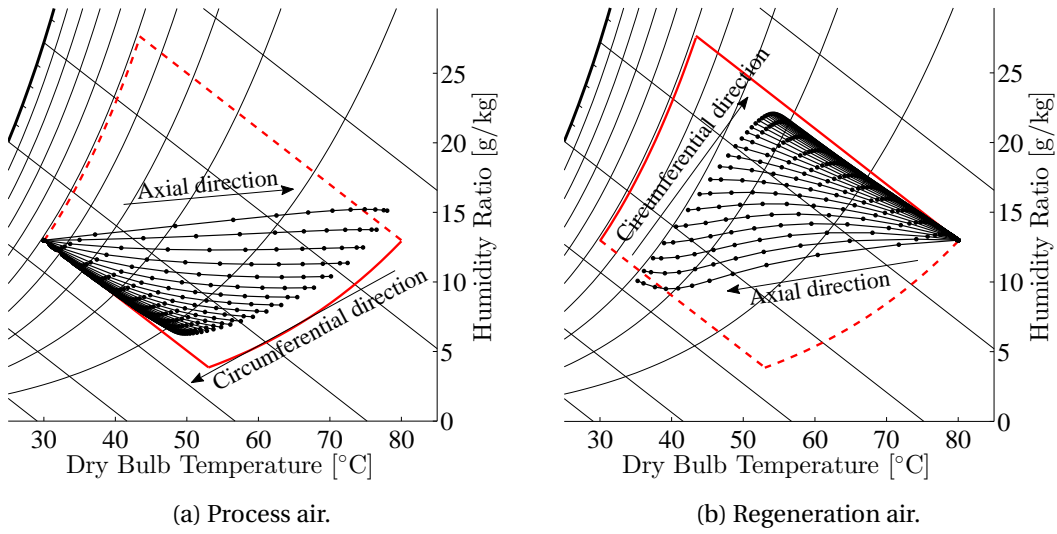 25
20
15
10
5
0
Humidity Ratio [g/kg]
Axial direction
Circumferential direction
30 40 50 60 70 80
Dry Bulb Temperature [°C]
(a) Process air.
25
20
15
10
5
0
Humidity Ratio [g/kg]
Circumferential direction
Axial direction
30 40 50 60 70 80
Dry Bulb Temperature [°C]
(b) Regeneration air.